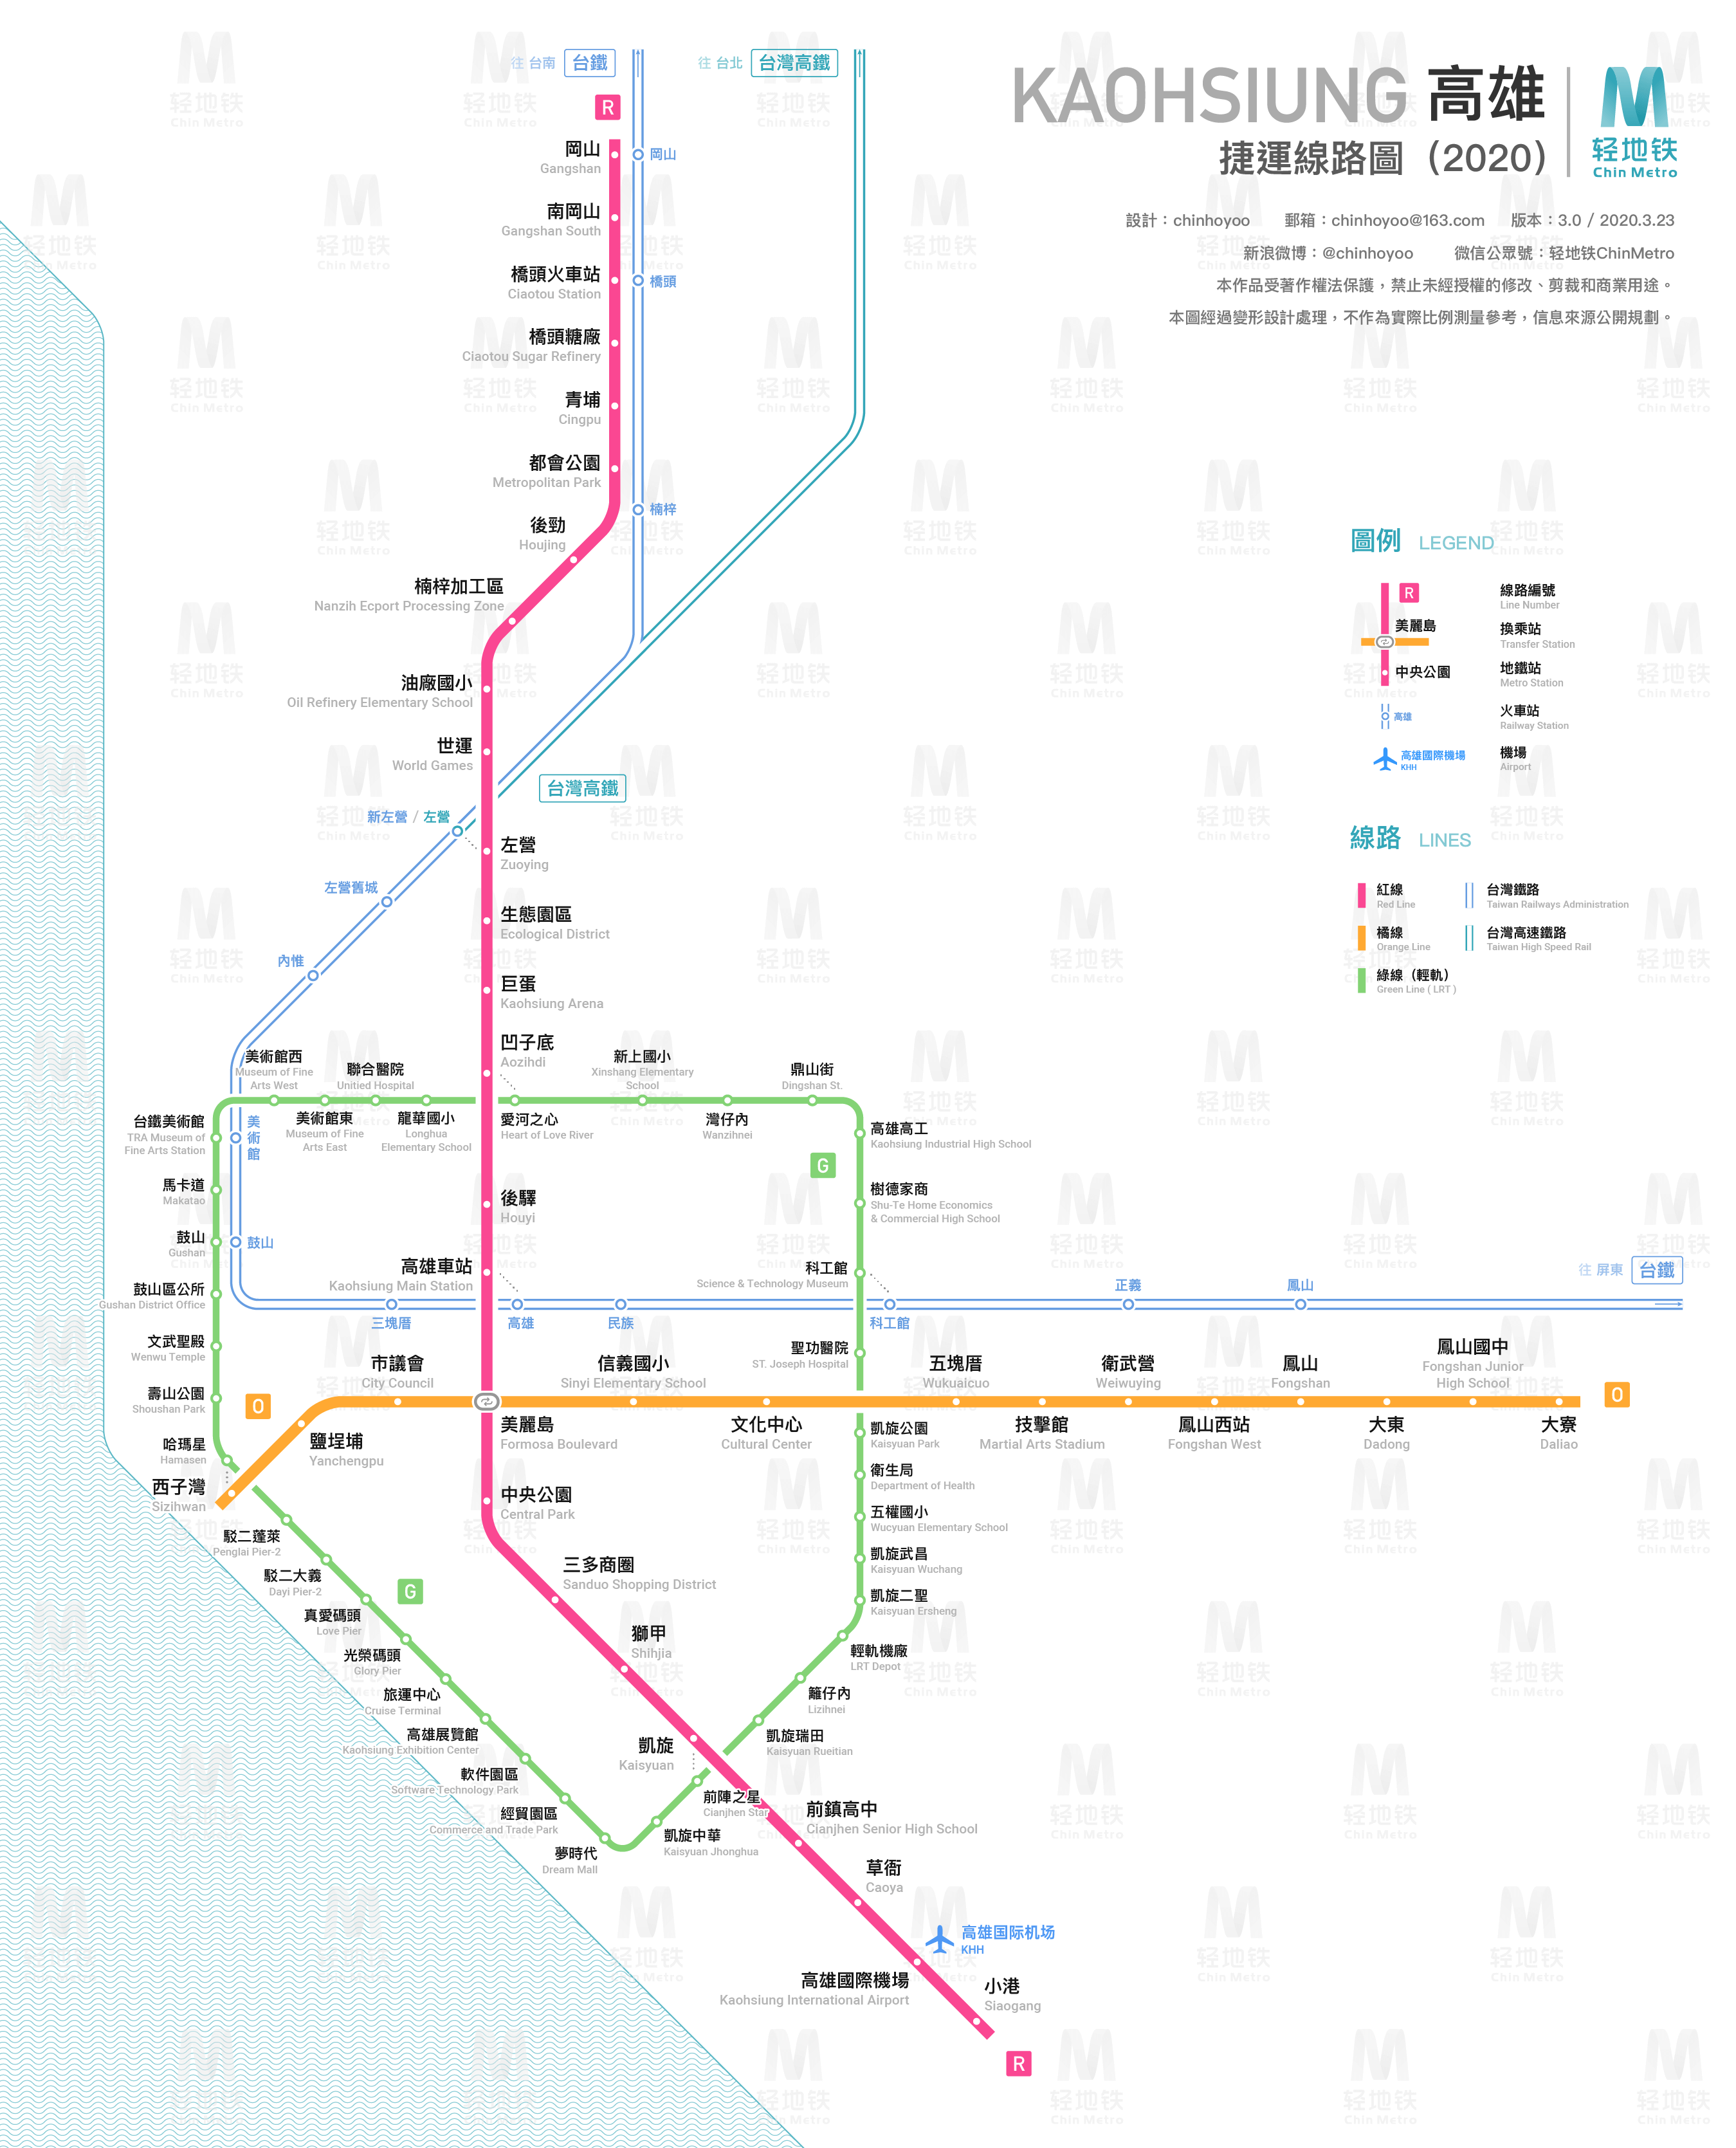 往 台南 台鐵
往 台北 台灣高鐵
KAOHSIUNG 高雄
捷運線路圖（2020）
轻地铁
Chin Metro
設計：chinhoyoo 郵箱：chinhoyoo@163.com 版本：3.0 / 2020.3.23
新浪微博：@chinhoyoo 微信公眾號：轻地铁ChinMetro
本作品受著作權法保護，禁止未經授權的修改、剪裁和商業用途。
本圖經過變形設計處理，不作為實際比例測量參考，信息來源公開規劃。
R
岡山
Gangshan
岡山
南岡山
Gangshan South
橋頭火車站
Ciaotou Station
橋頭
橋頭糖廠
Ciaotou Sugar Refinery
青埔
Cingpu
都會公園
Metropolitan Park
楠梓
後勁
Houjing
楠梓加工區
Nanzih Ecport Processing Zone
油廠國小
Oil Refinery Elementary School
世運
World Games
台灣高鐵
新左營 / 左營
左營
Zuoying
左營舊城
生態園區
Ecological District
內惟
巨蛋
Kaohsiung Arena
凹子底
Aozihdi
圖例 LEGEND
R
美麗島
中央公園
高雄
高雄國際機場
KHH
線路編號
Line Number
換乘站
Transfer Station
地鐵站
Metro Station
火車站
Railway Station
機場
Airport
線路 LINES
紅線
Red Line
台灣鐵路
Taiwan Railways Administration
橘線
Orange Line
台灣高速鐵路
Taiwan High Speed Rail
綠線（輕軌）
Green Line ( LRT )
美術館西
Museum of Fine
Arts West
聯合醫院
Unitied Hospital
新上國小
Xinshang Elementary
School
鼎山街
Dingshan St.
台鐵美術館
TRA Museum of
Fine Arts Station
美術館
美術館東
Museum of Fine
Arts East
龍華國小
Longhua
Elementary School
愛河之心
Heart of Love River
灣仔內
Wanzihnei
高雄高工
Kaohsiung Industrial High School
G
馬卡道
Makatao
後驛
Houyi
樹德家商
Shu-Te Home Economics
& Commercial High School
鼓山
Gushan
鼓山
高雄車站
Kaohsiung Main Station
科工館
Science & Technology Museum
正義
鳳山
往 屏東 台鐵
鼓山區公所
Gushan District Office
三塊厝
高雄
民族
科工館
文武聖殿
Wenwu Temple
聖功醫院
ST. Joseph Hospital
市議會
City Council
信義國小
Sinyi Elementary School
五塊厝
Wukuaicuo
衛武營
Weiwuying
鳳山
Fongshan
鳳山國中
Fongshan Junior
High School
壽山公園
Shoushan Park
O
O
鹽埕埔
Yanchengpu
美麗島
Formosa Boulevard
文化中心
Cultural Center
凱旋公園
Kaisyuan Park
技擊館
Martial Arts Stadium
鳳山西站
Fongshan West
大東
Dadong
大寮
Daliao
哈瑪星
Hamasen
西子灣
Sizihwan
衛生局
Department of Health
中央公園
Central Park
五權國小
Wucyuan Elementary School
駁二蓬萊
Penglai Pier-2
凱旋武昌
Kaisyuan Wuchang
駁二大義
Dayi Pier-2
G
三多商圈
Sanduo Shopping District
凱旋二聖
Kaisyuan Ersheng
真愛碼頭
Love Pier
獅甲
Shihjia
輕軌機廠
LRT Depot
光榮碼頭
Glory Pier
旅運中心
Cruise Terminal
籬仔內
Lizihnei
高雄展覽館
Kaohsiung Exhibition Center
凱旋
Kaisyuan
凱旋瑞田
Kaisyuan Rueitian
軟件園區
Software Technology Park
前陣之星
Cianjhen Star
經貿園區
Commerce and Trade Park
前鎮高中
Cianjhen Senior High School
夢時代
Dream Mall
凱旋中華
Kaisyuan Jhonghua
草衙
Caoya
高雄国际机场
KHH
高雄國際機場
Kaohsiung International Airport
小港
Siaogang
R